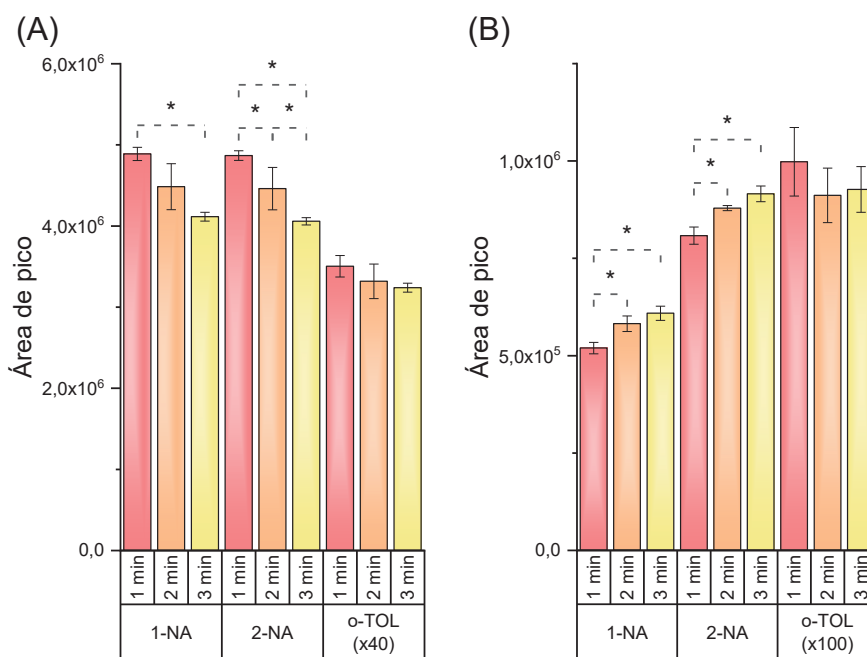 (A)
Área de pico
6,0x10⁶
4,0x10⁶
2,0x10⁶
0,0
*
* * *
1 min 2 min 3 min 1 min 2 min 3 min 1 min 2 min 3 min
1-NA 2-NA o-TOL
(x40)
(B)
Área de pico
1,0x10⁶
5,0x10⁵
0,0
*
*
*
*
1 min 2 min 3 min 1 min 2 min 3 min 1 min 2 min 3 min
1-NA 2-NA o-TOL
(x100)